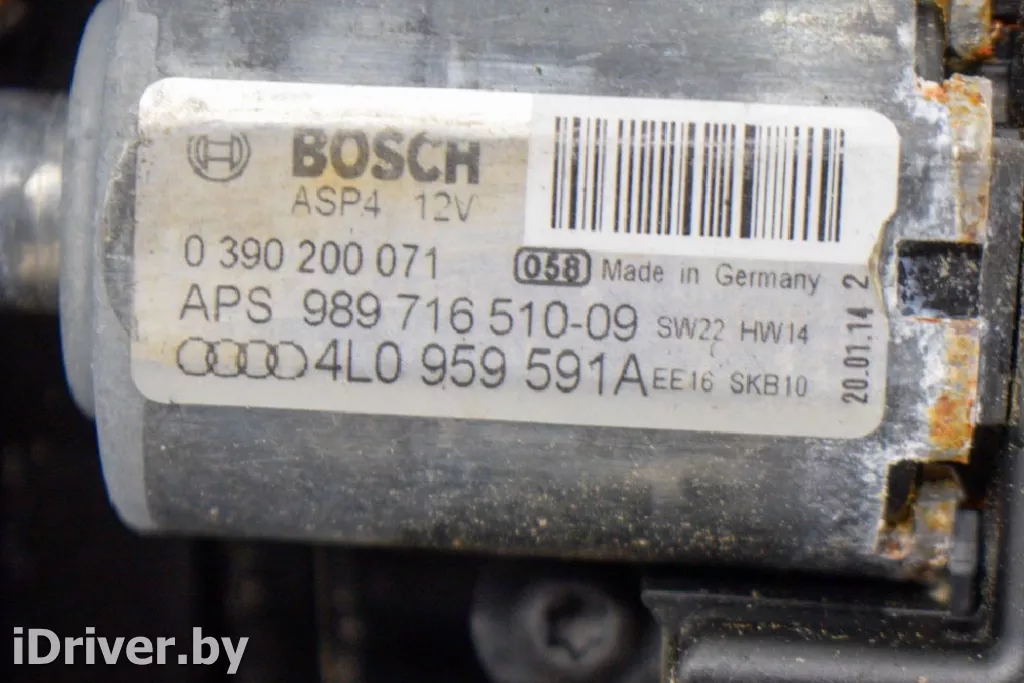 BOSCH
ASP4 12V
0 390 200 071 058 Made in Germany
APS 989 716 510-09 SW22 HW14
4L0 959 591A EE16 SKB10
20.01.14 2
iDriver.by